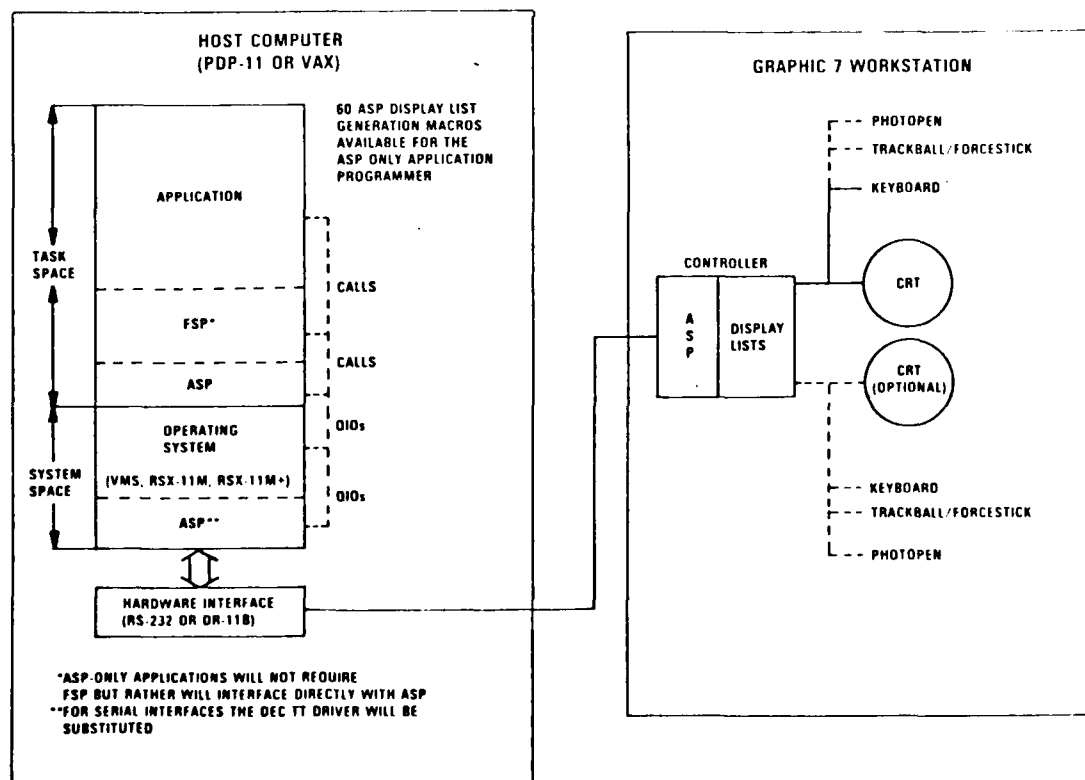 HOST COMPUTER
(PDP-11 OR VAX)
60 ASP DISPLAY LIST
GENERATION MACROS
AVAILABLE FOR THE
ASP ONLY APPLICATION
PROGRAMMER
APPLICATION
TASK
SPACE
CALLS
FSP*
CALLS
ASP
QIOs
OPERATING
SYSTEM
(VMS, RSX-11M, RSX-11M+)
SYSTEM
SPACE
QIOs
ASP**
HARDWARE INTERFACE
(RS-232 OR DR-11B)
*ASP-ONLY APPLICATIONS WILL NOT REQUIRE
FSP BUT RATHER WILL INTERFACE DIRECTLY WITH ASP
**FOR SERIAL INTERFACES THE DEC TT DRIVER WILL BE
SUBSTITUTED
GRAPHIC 7 WORKSTATION
PHOTOPEN
TRACKBALL/FORCESTICK
KEYBOARD
CONTROLLER
ASP
DISPLAY
LISTS
CRT
CRT
(OPTIONAL)
KEYBOARD
TRACKBALL/FORCESTICK
PHOTOPEN